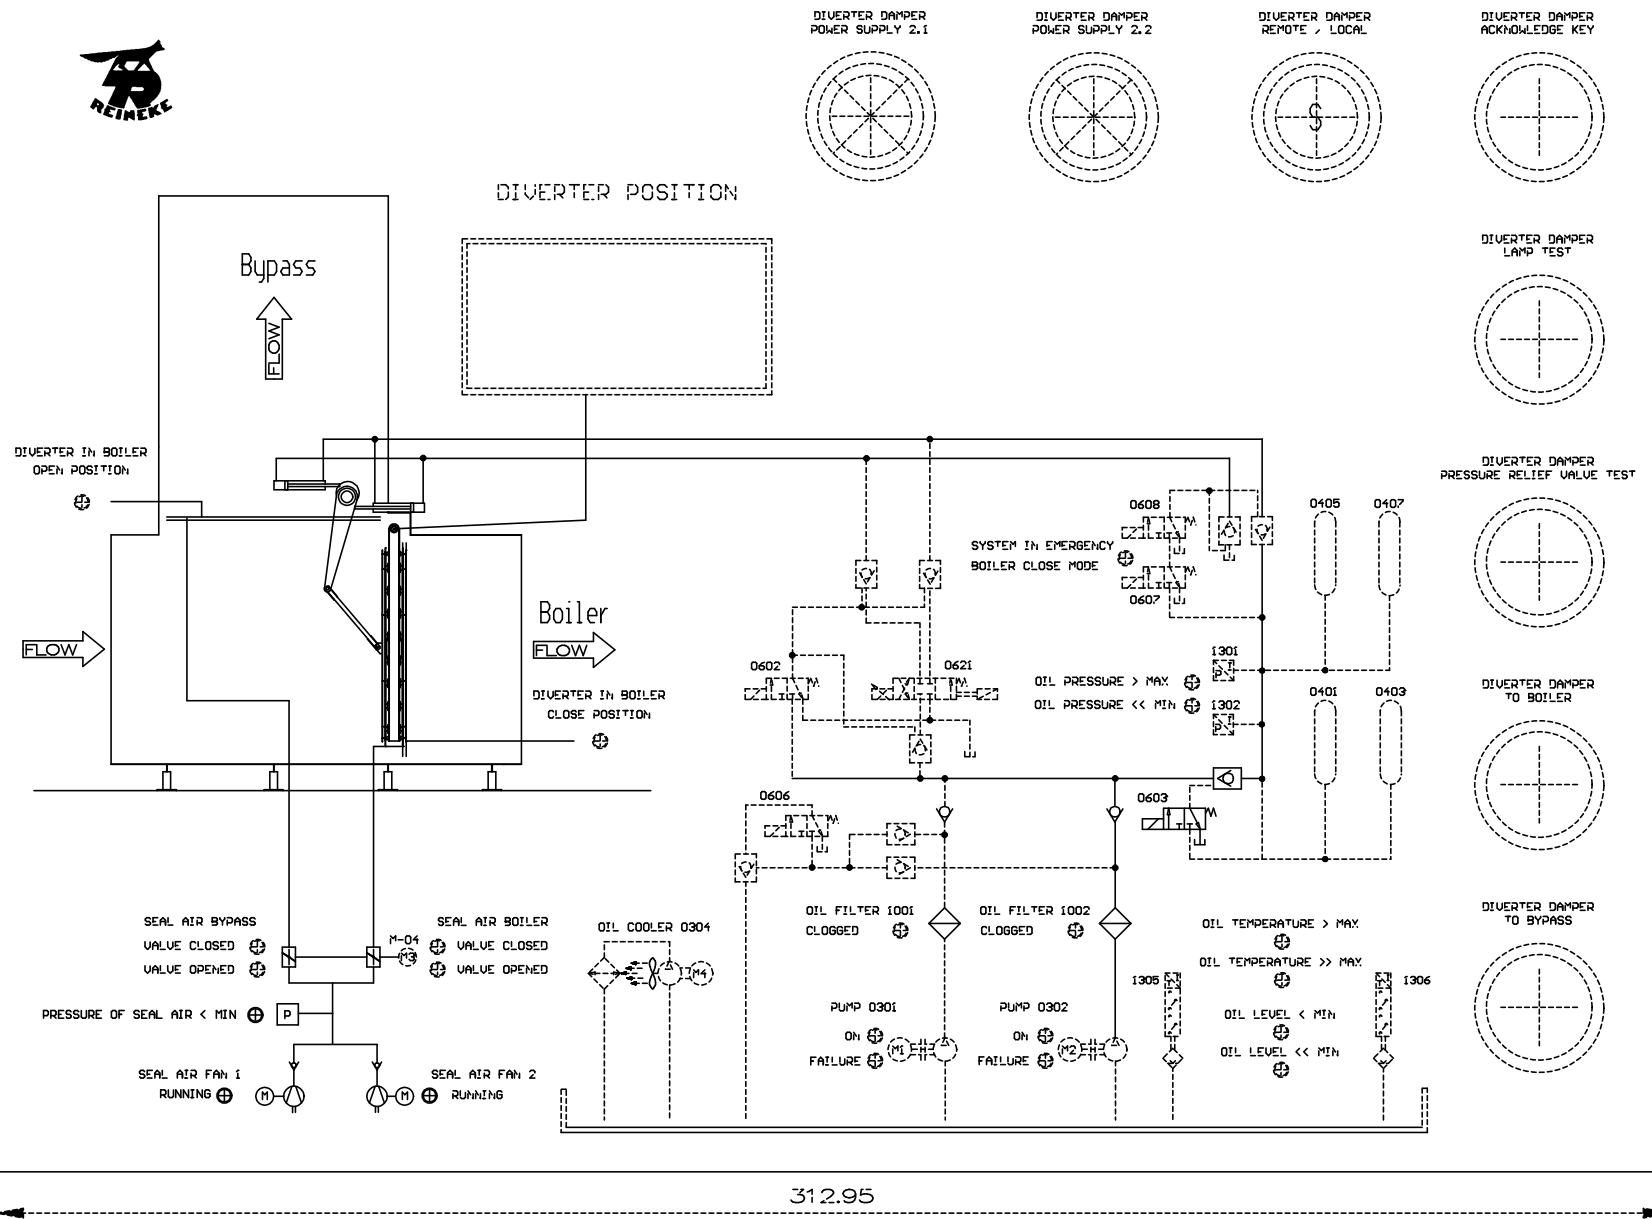 DIVERTER DAMPER
POWER SUPPLY 2.1
DIVERTER DAMPER
POWER SUPPLY 2.2
DIVERTER DAMPER
REMOTE / LOCAL
DIVERTER DAMPER
ACKNOWLEDGE KEY
REINEKE
DIVERTER POSITION
DIVERTER DAMPER
LAMP TEST
Bypass
FLOW
DIVERTER IN BOILER
OPEN POSITION
DIVERTER DAMPER
PRESSURE RELIEF VALVE TEST
0608
0405
0407
SYSTEM IN EMERGENCY
BOILER CLOSE MODE
0607
Boiler
FLOW
FLOW
1301
P
0602
0621
OIL PRESSURE > MAX
OIL PRESSURE << MIN
1302
P
0401
0403
DIVERTER DAMPER
TO BOILER
DIVERTER IN BOILER
CLOSE POSITION
0606
0603
SEAL AIR BYPASS
VALVE CLOSED
VALVE OPENED
SEAL AIR BOILER
M-04
M3
VALVE CLOSED
VALVE OPENED
OIL COOLER 0304
M4
OIL FILTER 1001
CLOGGED
OIL FILTER 1002
CLOGGED
OIL TEMPERATURE > MAX
OIL TEMPERATURE >> MAX
DIVERTER DAMPER
TO BYPASS
1305
1306
PRESSURE OF SEAL AIR < MIN
P
PUMP 0301
ON
FAILURE
M1
PUMP 0302
ON
FAILURE
M2
OIL LEVEL < MIN
OIL LEVEL << MIN
SEAL AIR FAN 1
RUNNING
M
SEAL AIR FAN 2
M
RUNNING
312.95